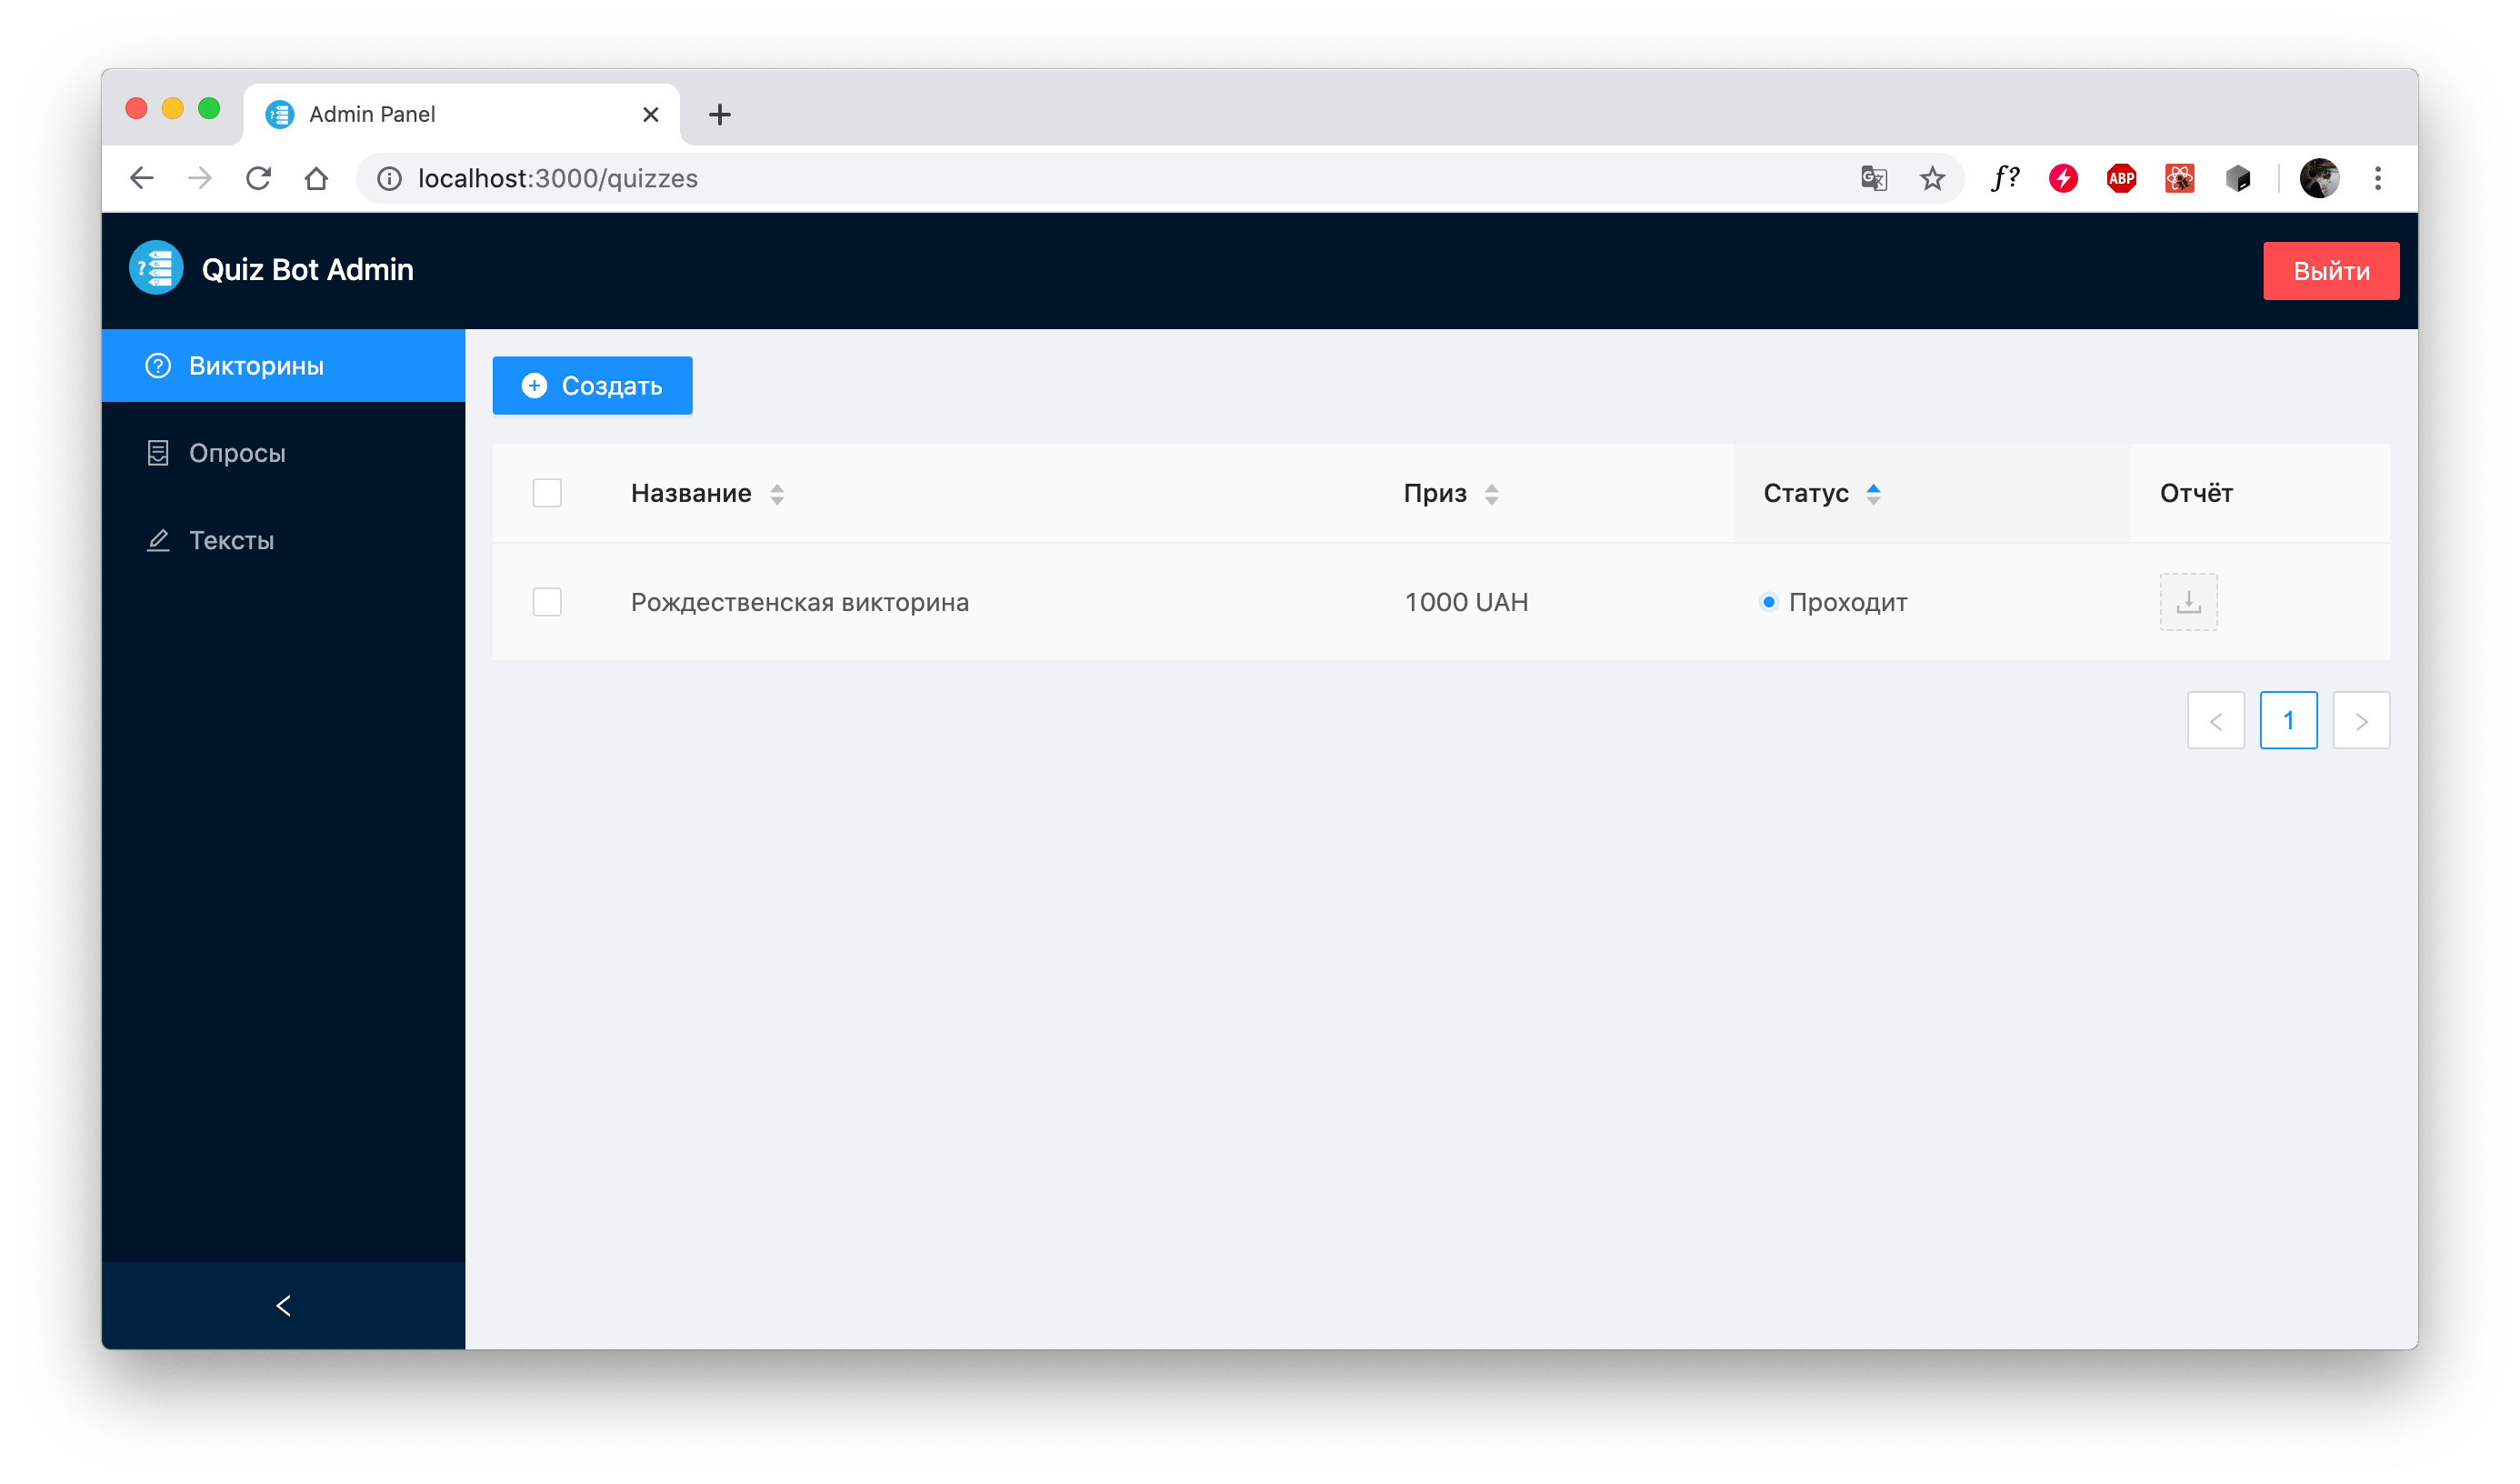 Admin Panel
localhost:3000/quizzes
f?
ABP
Quiz Bot Admin
Выйти
Викторины
Создать
Опросы
Название
Приз
Статус
Отчёт
Тексты
Рождественская викторина
1000 UAH
Проходит
1